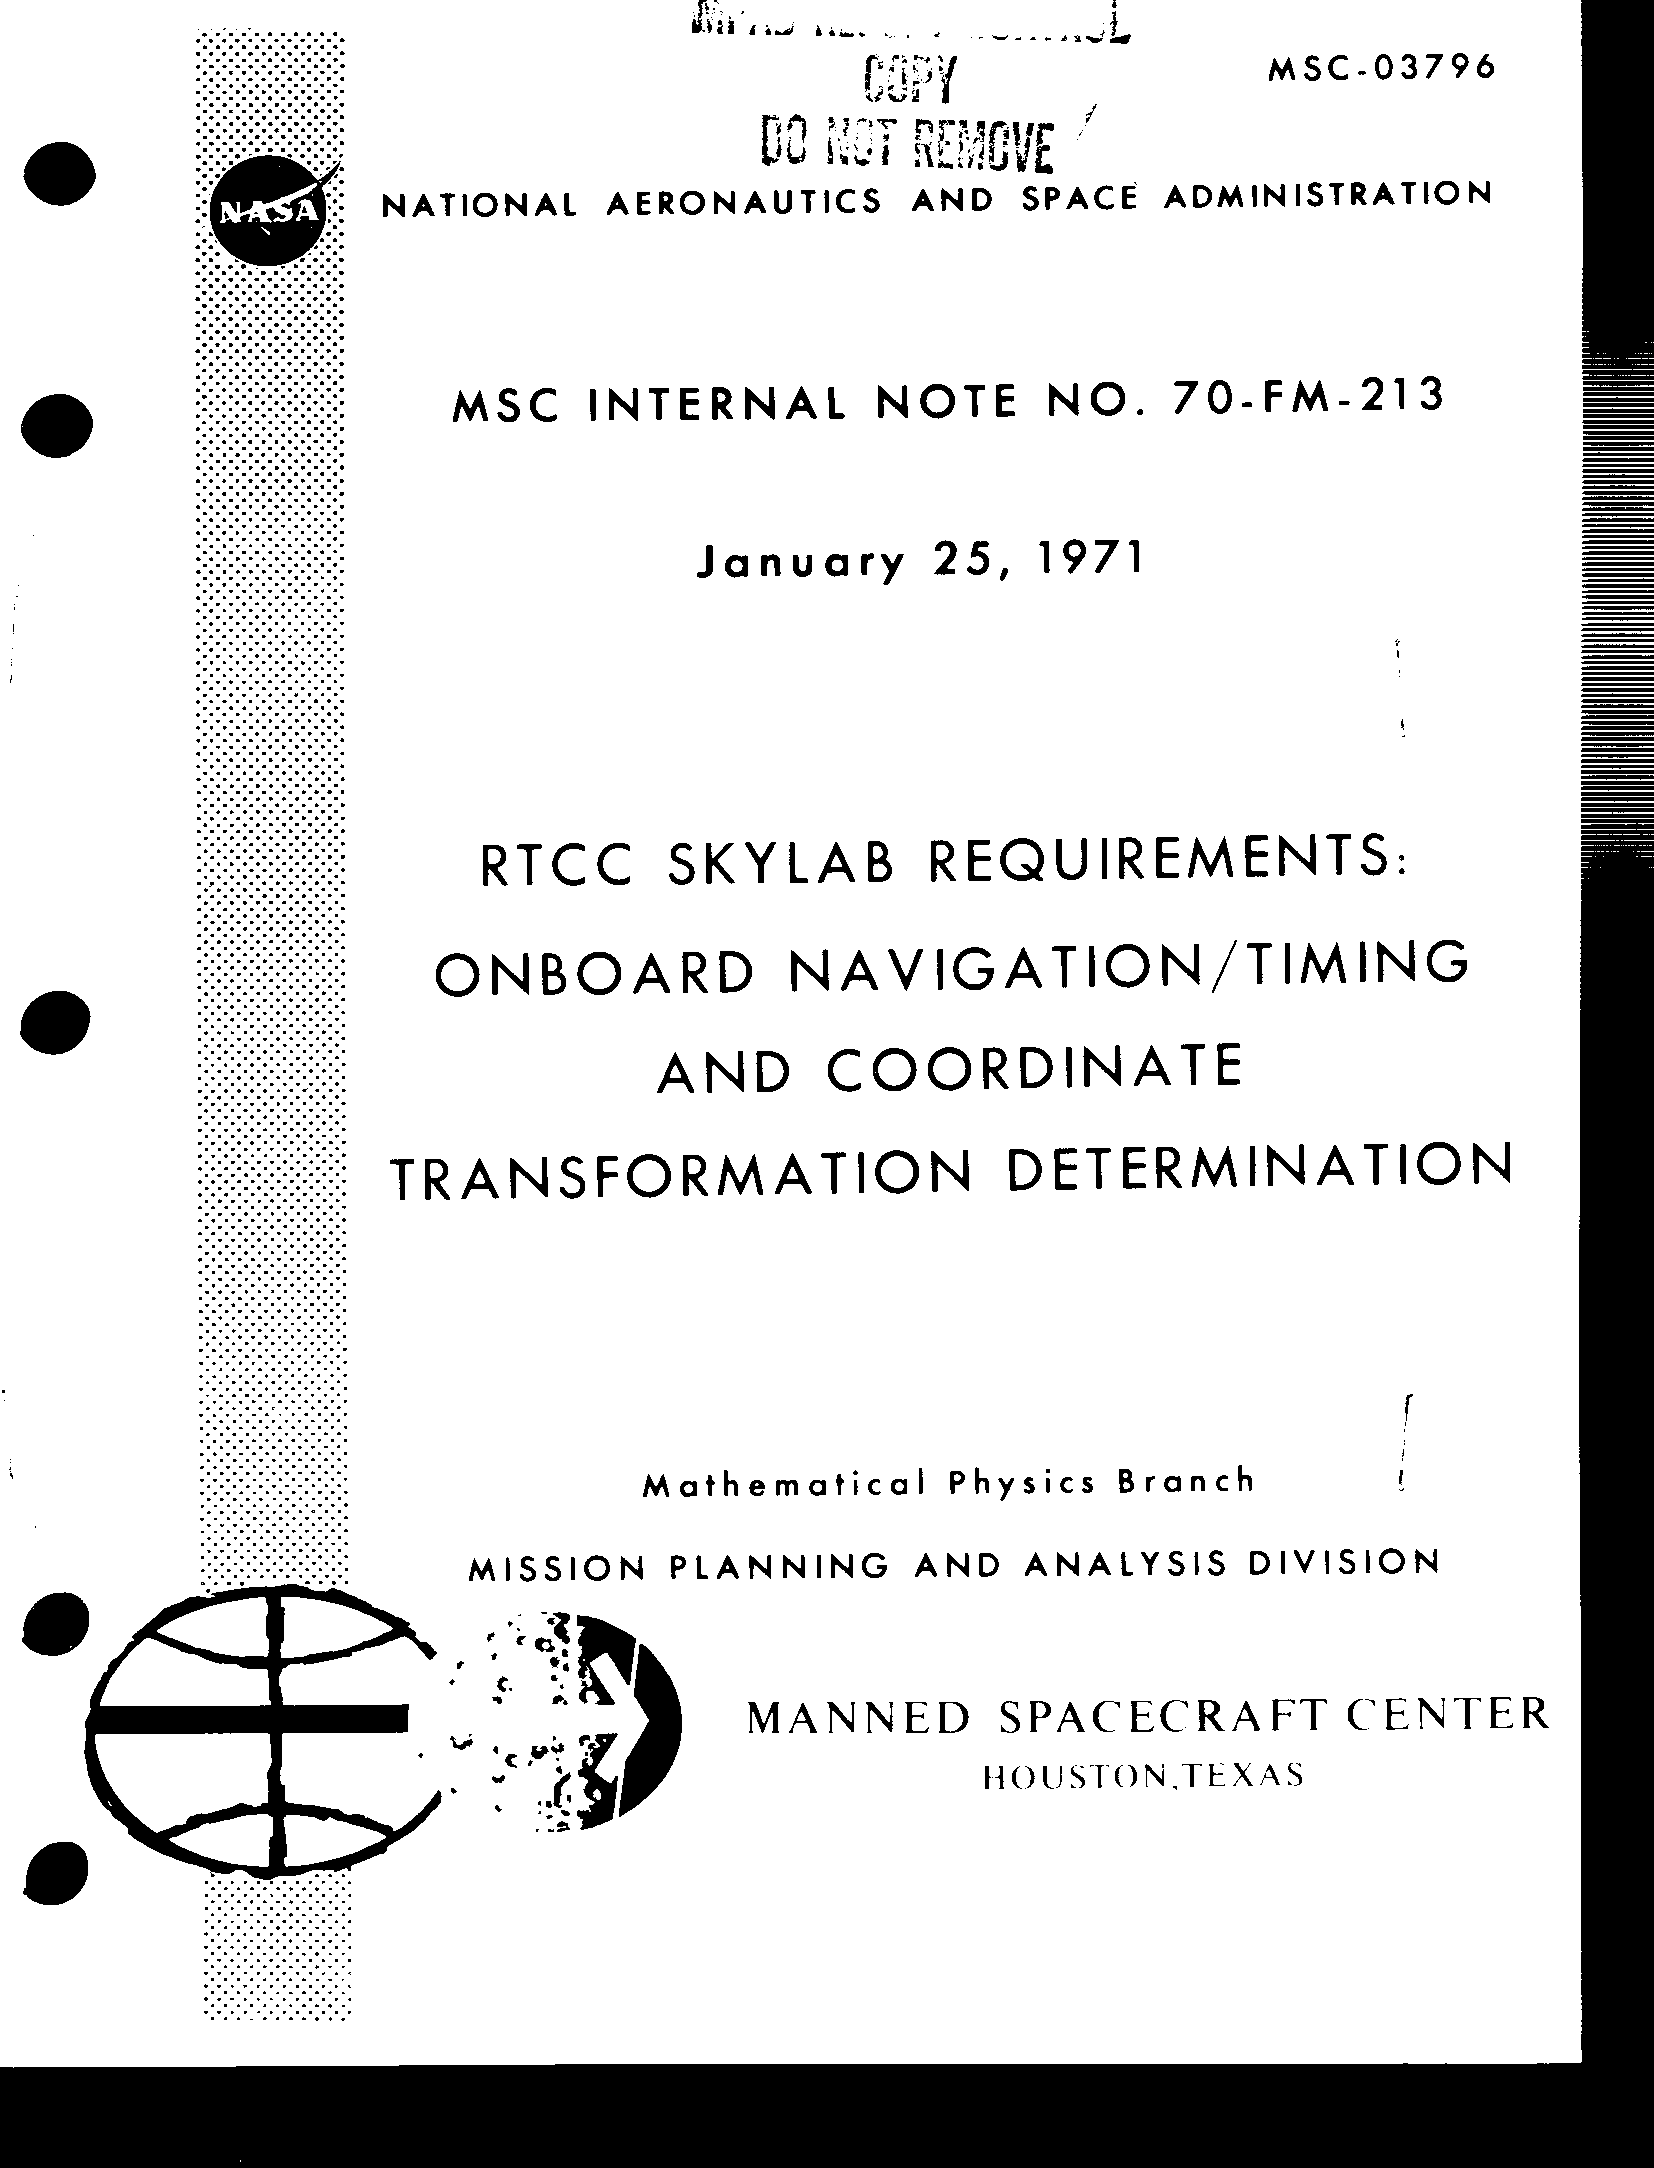 COPY
MSC-03796
DO NOT REMOVE
NASA
NATIONAL AERONAUTICS AND SPACE ADMINISTRATION
MSC INTERNAL NOTE NO. 70-FM-213
January 25, 1971
RTCC SKYLAB REQUIREMENTS:
ONBOARD NAVIGATION/TIMING
AND COORDINATE
TRANSFORMATION DETERMINATION
Mathematical Physics Branch
MISSION PLANNING AND ANALYSIS DIVISION
MANNED SPACECRAFT CENTER
HOUSTON,TEXAS